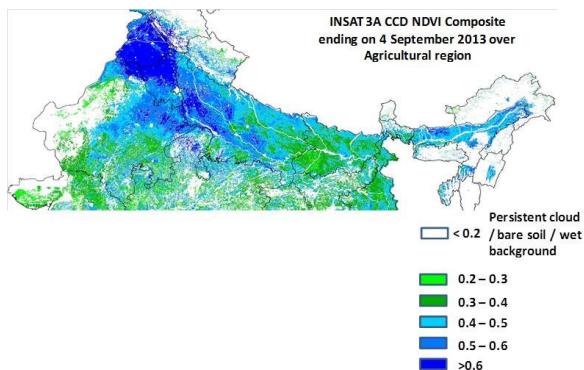 INSAT 3A CCD NDVI Composite
ending on 4 September 2013 over
Agricultural region
< 0.2 Persistent cloud
/ bare soil / wet
background
0.2 – 0.3
0.3 – 0.4
0.4 – 0.5
0.5 – 0.6
>0.6